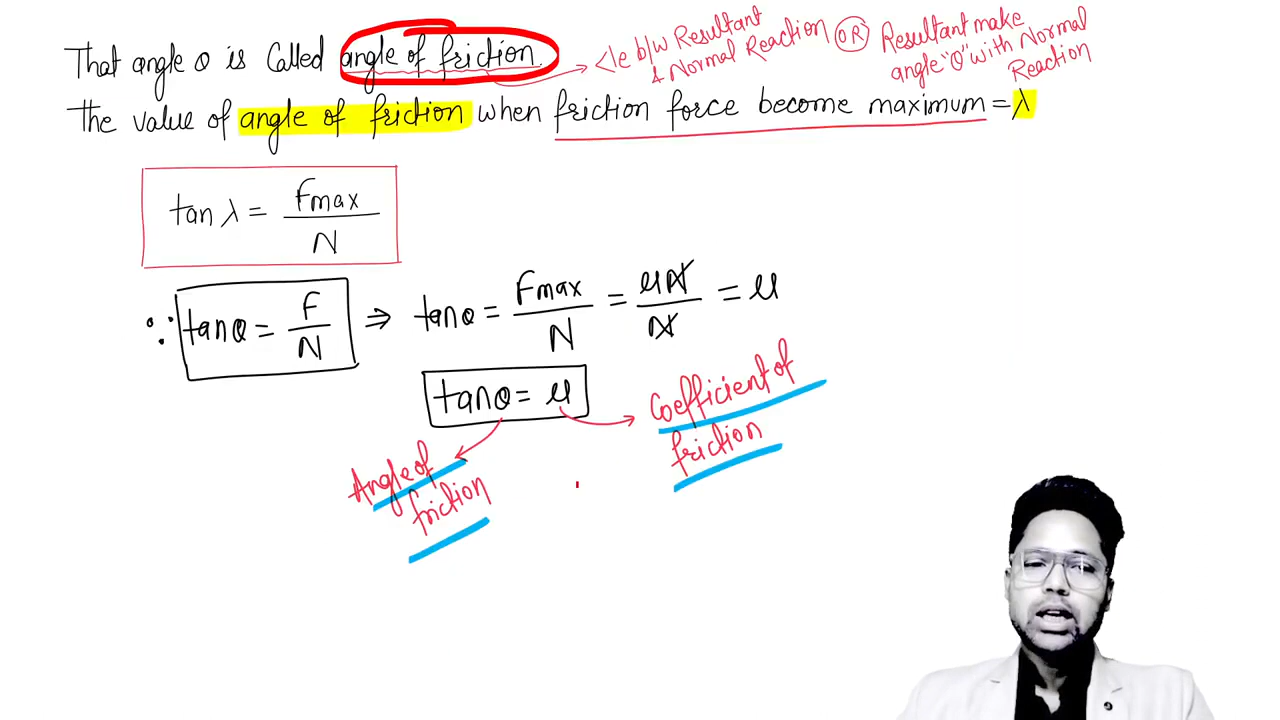 That angle θ is Called angle of friction.
<le b/w Resultant
& Normal Reaction
OR
Resultant make
angle "θ" with Normal
Reaction
The value of angle of friction when friction force become maximum = λ
tan λ = Fmax / N
∵ tanθ = F / N ⇒ tanθ = Fmax / N = μN / N = μ
tanθ = μ
Coefficient of
friction
Angle of
friction